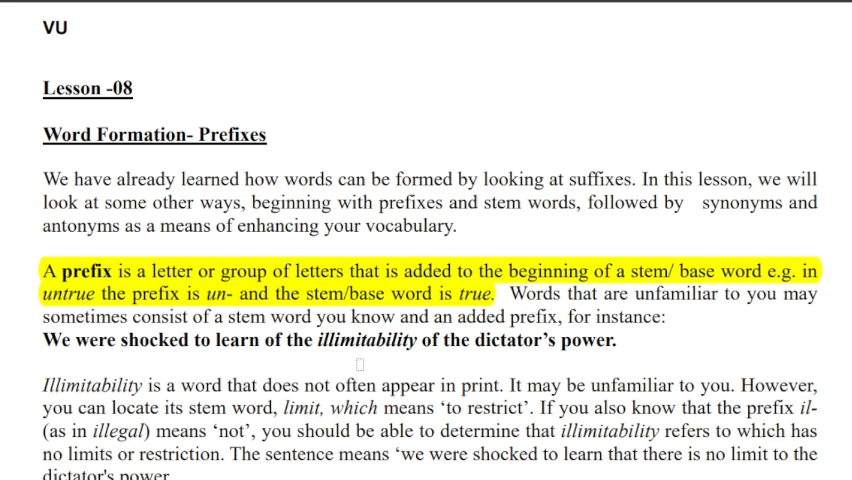 VU
Lesson -08
Word Formation- Prefixes
We have already learned how words can be formed by looking at suffixes. In this lesson, we will
look at some other ways, beginning with prefixes and stem words, followed by synonyms and
antonyms as a means of enhancing your vocabulary.
A prefix is a letter or group of letters that is added to the beginning of a stem/ base word e.g. in
untrue the prefix is un- and the stem/base word is true. Words that are unfamiliar to you may
sometimes consist of a stem word you know and an added prefix, for instance:
We were shocked to learn of the illimitability of the dictator's power.
Illimitability is a word that does not often appear in print. It may be unfamiliar to you. However,
you can locate its stem word, limit, which means ‘to restrict’. If you also know that the prefix il-
(as in illegal) means ‘not’, you should be able to determine that illimitability refers to which has
no limits or restriction. The sentence means ‘we were shocked to learn that there is no limit to the
dictator's power.